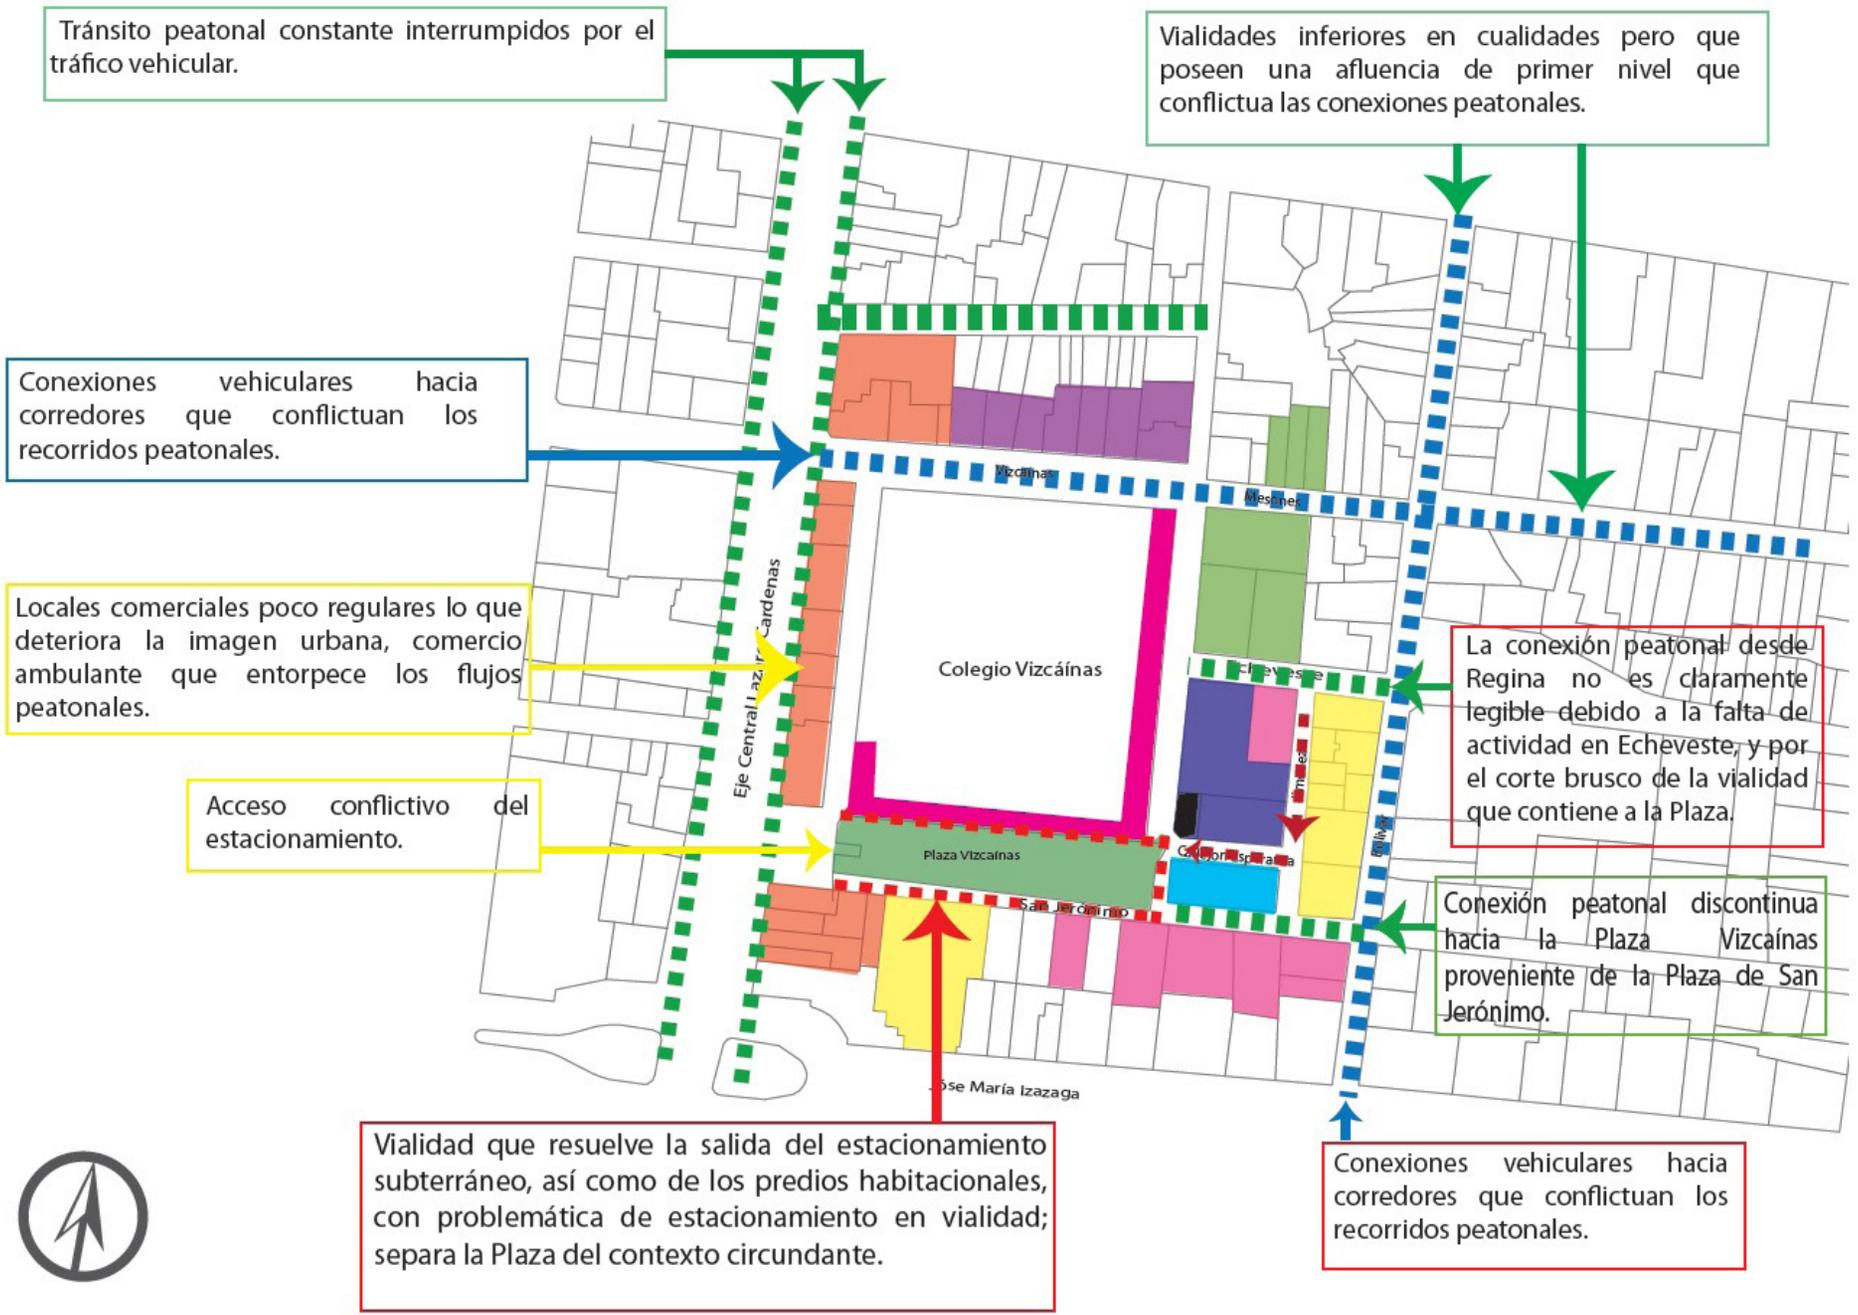 Tránsito peatonal constante interrumpidos por el
tráfico vehicular.
Vialidades inferiores en cualidades pero que
poseen una afluencia de primer nivel que
conflictua las conexiones peatonales.
Conexiones vehiculares hacia
corredores que conflictuan los
recorridos peatonales.
Vizcaínas
Mesones
Locales comerciales poco regulares lo que
deteriora la imagen urbana, comercio
ambulante que entorpece los flujos
peatonales.
Eje Central Lazaro Cardenas
Colegio Vizcáínas
Echeveste
La conexión peatonal desde
Regina no es claramente
legible debido a la falta de
actividad en Echeveste, y por
el corte brusco de la vialidad
que contiene a la Plaza.
Acceso conflictivo del
estacionamiento.
Plaza Vizcaínas
Callejon Esperanza
Bolivar
San Jerónimo
Conexión peatonal discontinua
hacia la Plaza Vizcaínas
proveniente de la Plaza de San
Jerónimo.
Jóse María Izazaga
Vialidad que resuelve la salida del estacionamiento
subterráneo, así como de los predios habitacionales,
con problemática de estacionamiento en vialidad;
separa la Plaza del contexto circundante.
Conexiones vehiculares hacia
corredores que conflictuan los
recorridos peatonales.